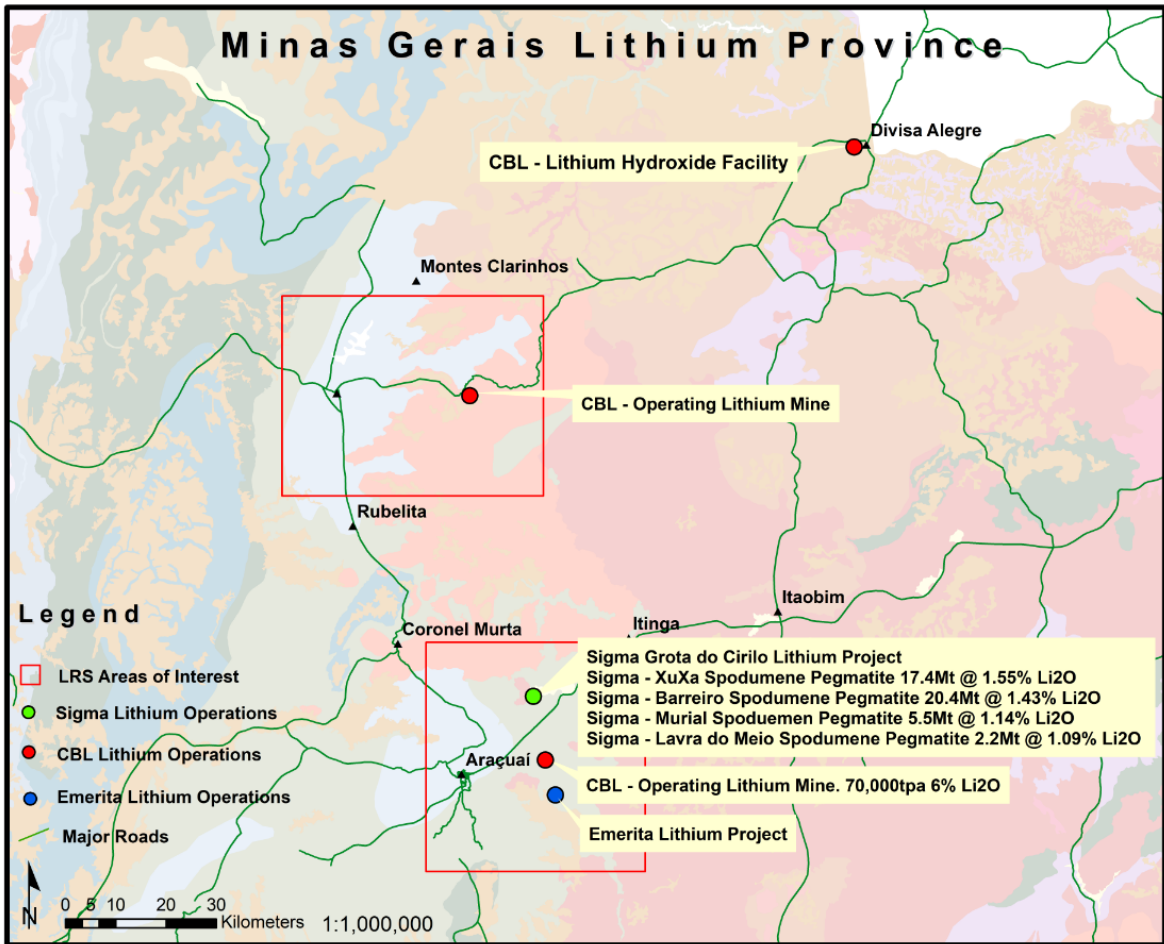 Minas Gerais Lithium Province
Divisa Alegre
CBL - Lithium Hydroxide Facility
Montes Clarinhos
CBL - Operating Lithium Mine
Rubelita
Itaobim
Itinga
Coronel Murta
Sigma Grota do Cirilo Lithium Project
Sigma - XuXa Spodumene Pegmatite 17.4Mt @ 1.55% Li2O
Sigma - Barreiro Spodumene Pegmatite 20.4Mt @ 1.43% Li2O
Sigma - Murial Spoduemen Pegmatite 5.5Mt @ 1.14% Li2O
Sigma - Lavra do Meio Spodumene Pegmatite 2.2Mt @ 1.09% Li2O
Araçuaí
CBL - Operating Lithium Mine. 70,000tpa 6% Li2O
Emerita Lithium Project
Legend
LRS Areas of Interest
Sigma Lithium Operations
CBL Lithium Operations
Emerita Lithium Operations
Major Roads
N
0 5 10 20 30
Kilometers
1:1,000,000